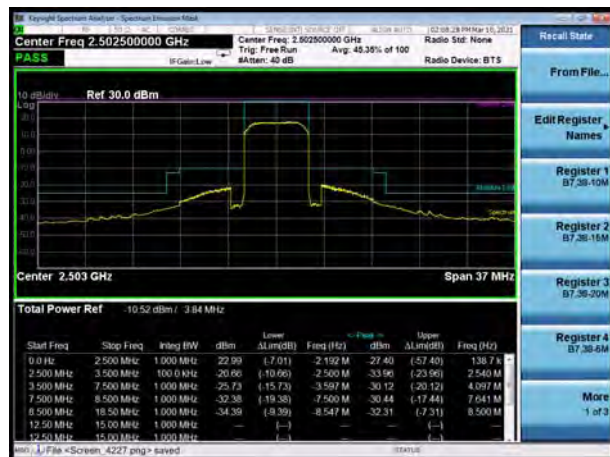 Keysight Spectrum Analyzer - Spectrum Emission Mask
02:08:28 PM Mar 10, 2021
Center Freq 2.502500000 GHz
Center Freq: 2.502500000 GHz
Radio Std: None
Trig: Free Run
Avg: 45.35% of 100
PASS
IFGain:Low
#Atten: 40 dB
Radio Device: BTS
10 dB/div
Ref 30.0 dBm
Log
Center 2.503 GHz
Span 37 MHz
Total Power Ref
-10.52 dBm / 3.84 MHz
Lower
Upper
Start Freq Stop Freq Integ BW dBm ΔLim(dB) Freq (Hz) dBm ΔLim(dB) Freq (Hz)
0.0 Hz 2.500 MHz 1.000 MHz 22.99 (-7.01) -2.192 M -27.40 (-57.40) 138.7 k
2.500 MHz 3.500 MHz 100.0 kHz -20.66 (-10.66) -2.500 M -33.96 (-23.96) 2.540 M
3.500 MHz 7.500 MHz 1.000 MHz -25.73 (-15.73) -3.597 M -30.12 (-20.12) 4.097 M
7.500 MHz 8.500 MHz 1.000 MHz -32.38 (-19.38) -7.500 M -30.44 (-17.44) 7.641 M
8.500 MHz 18.50 MHz 1.000 MHz -34.39 (-9.39) -8.547 M -32.31 (-7.31) 8.500 M
12.50 MHz 15.00 MHz 1.000 MHz --- (---) --- --- (---) ---
12.50 MHz 15.00 MHz 1.000 MHz --- (---) --- --- (---) ---
MSG File <Screen_4227.png> saved
STATUS
Recall State
From File...
Edit Register
Names
Register 1
B7,38-10M
Register 2
B7,38-15M
Register 3
B7,38-20M
Register 4
B7,38-5M
More
1 of 3